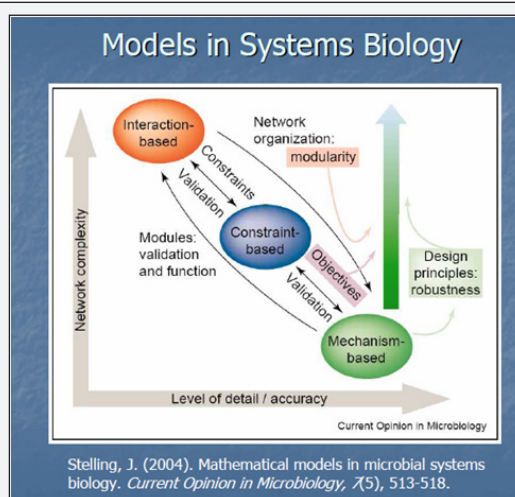 Models in Systems Biology
Network complexity
Interaction-
based
Constraints
Validation
Network
organization:
modularity
Modules:
validation
and function
Constraint-
based
Objectives
Validation
Design
principles:
robustness
Mechanism-
based
Level of detail / accuracy
Current Opinion in Microbiology
Stelling, J. (2004). Mathematical models in microbial systems
biology. Current Opinion in Microbiology, 7(5), 513-518.